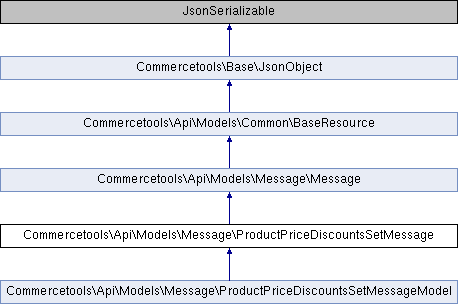 JsonSerializable
Commercetools\Base\JsonObject
Commercetools\Api\Models\Common\BaseResource
Commercetools\Api\Models\Message\Message
Commercetools\Api\Models\Message\ProductPriceDiscountsSetMessage
Commercetools\Api\Models\Message\ProductPriceDiscountsSetMessageModel